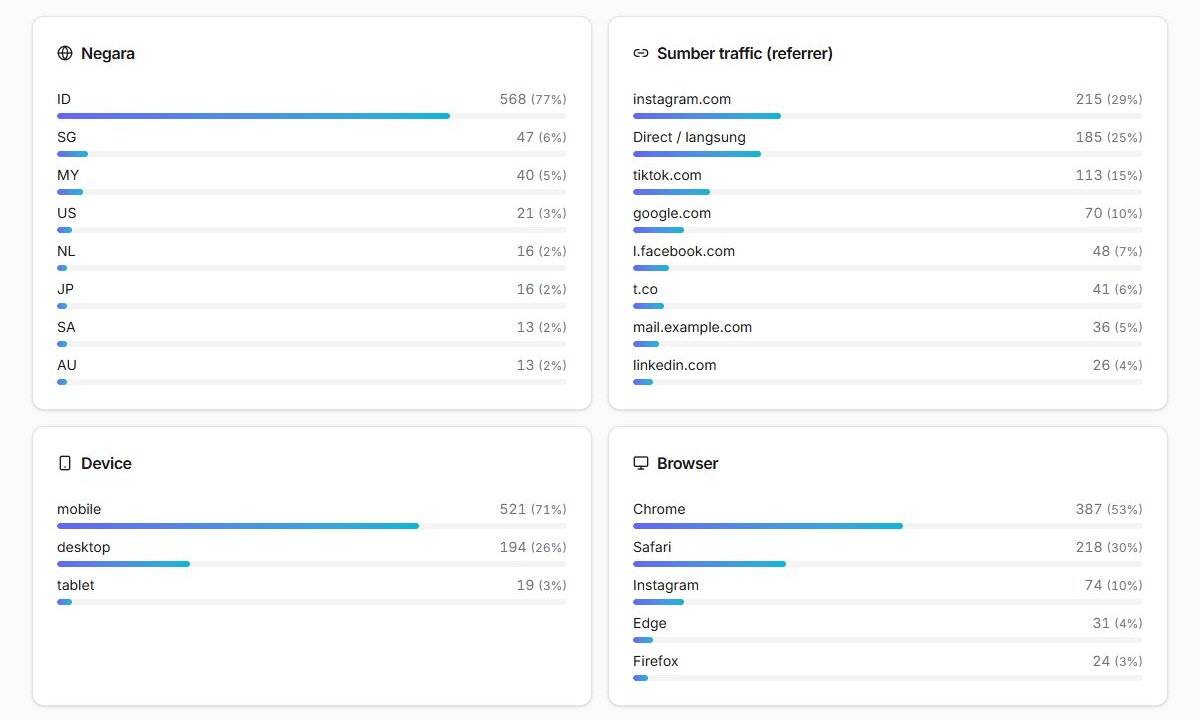 Negara
ID 568 (77%)
SG 47 (6%)
MY 40 (5%)
US 21 (3%)
NL 16 (2%)
JP 16 (2%)
SA 13 (2%)
AU 13 (2%)
Sumber traffic (referrer)
instagram.com 215 (29%)
Direct / langsung 185 (25%)
tiktok.com 113 (15%)
google.com 70 (10%)
l.facebook.com 48 (7%)
t.co 41 (6%)
mail.example.com 36 (5%)
linkedin.com 26 (4%)
Device
mobile 521 (71%)
desktop 194 (26%)
tablet 19 (3%)
Browser
Chrome 387 (53%)
Safari 218 (30%)
Instagram 74 (10%)
Edge 31 (4%)
Firefox 24 (3%)